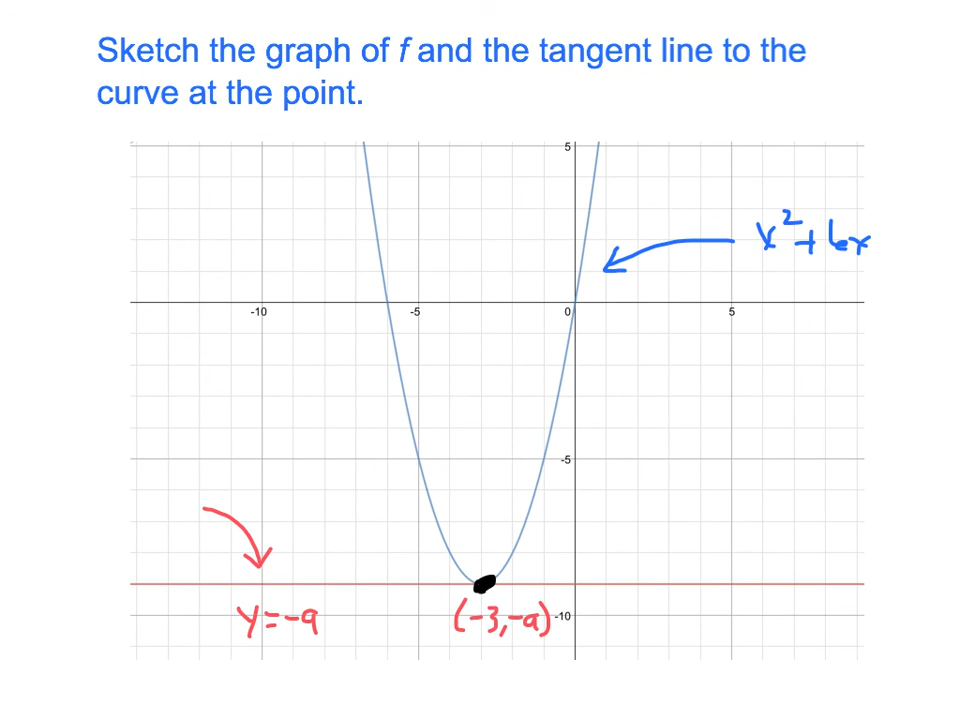 Sketch the graph of f and the tangent line to the
curve at the point.
5
x² + 6x
-10 -5 0 5
-5
y = -9
(-3, -9) -10